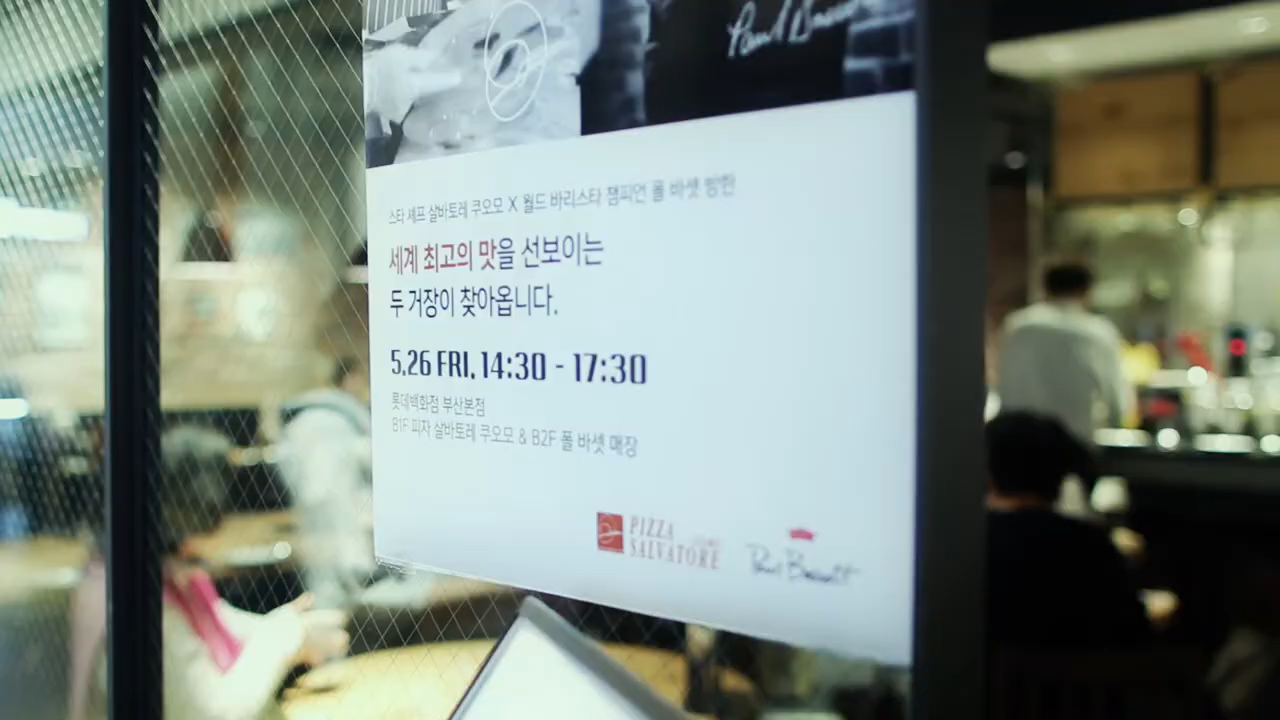 Paul Bassett
스타 셰프 살바토레 쿠오모 X 월드 바리스타 챔피언 폴 바셋 방한
세계 최고의 맛을 선보이는
두 거장이 찾아옵니다.
5.26 FRI. 14:30 - 17:30
롯데백화점 부산본점
B1F 피자 살바토레 쿠오모 & B2F 폴 바셋 매장
PIZZA
SALVATORE
Paul Bassett